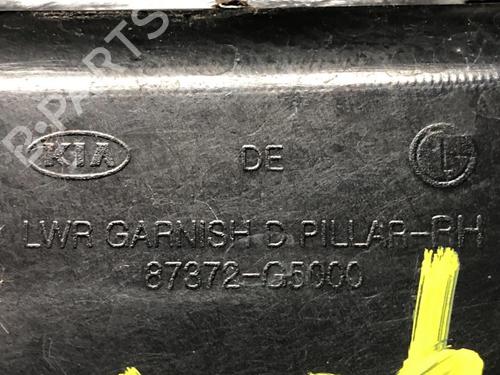 B-PARTS
KIA DE
LWR GARNISH D PILLAR-RH
87372-G5000